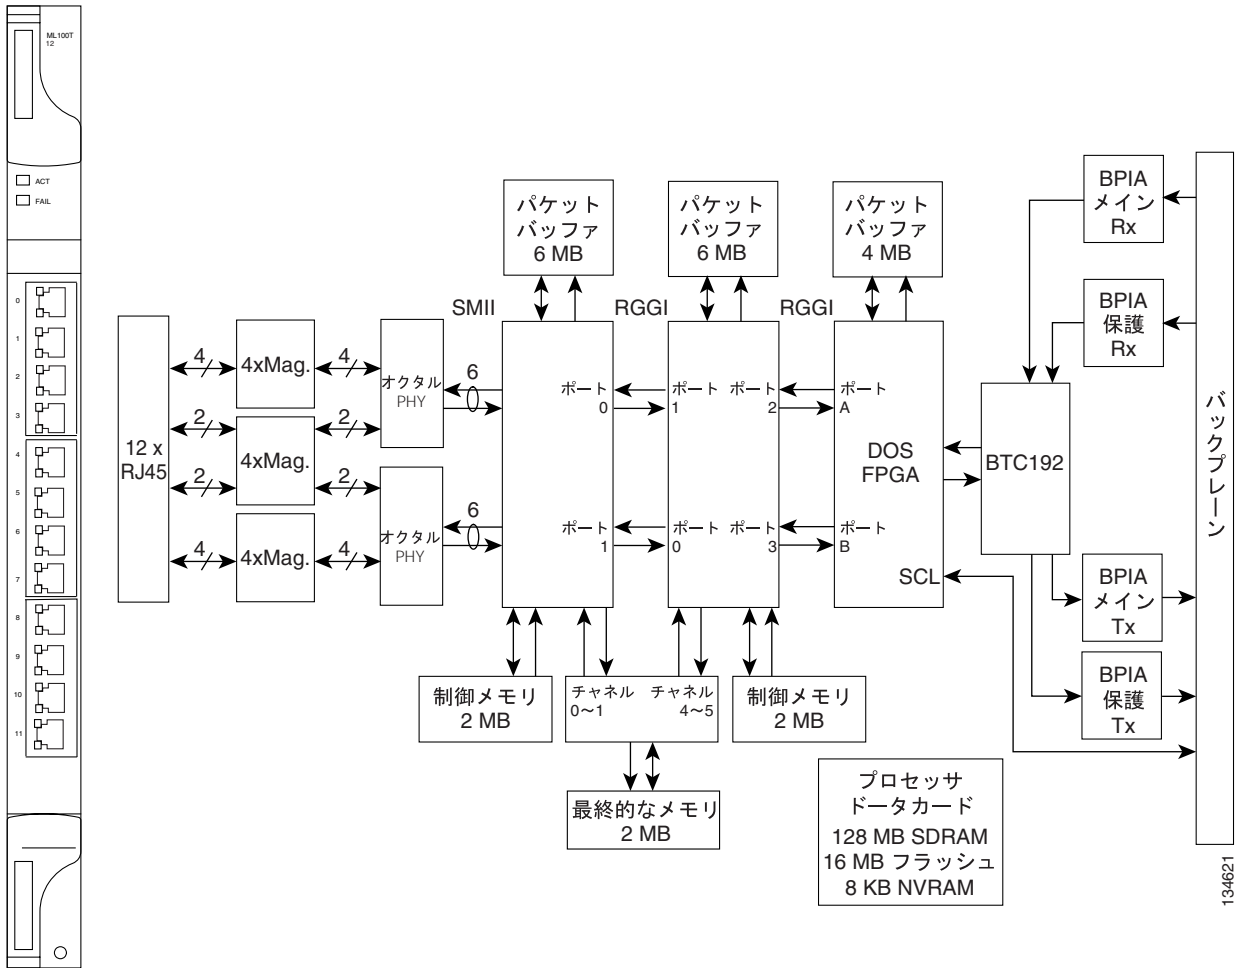 ML100T
12
ACT
FAIL
0
1
2
3
4
5
6
7
8
9
10
11
12 x
RJ45
4
4xMag.
4
2
2
4xMag.
2
2
4
4xMag.
4
オクタル
PHY
オクタル
PHY
6
6
SMII
パケット
バッファ
6 MB
RGGI
パケット
バッファ
6 MB
RGGI
パケット
バッファ
4 MB
ポート
0
ポート
1
ポート
2
ポート
A
DOS
FPGA
ポート
1
ポート
0
ポート
3
ポート
B
SCL
BTC192
BPIA
メイン
Rx
BPIA
保護
Rx
BPIA
メイン
Tx
BPIA
保護
Tx
バックプレーン
制御メモリ
2 MB
チャネル
0～1
チャネル
4～5
制御メモリ
2 MB
最終的なメモリ
2 MB
プロセッサ
ドータカード
128 MB SDRAM
16 MB フラッシュ
8 KB NVRAM
134621